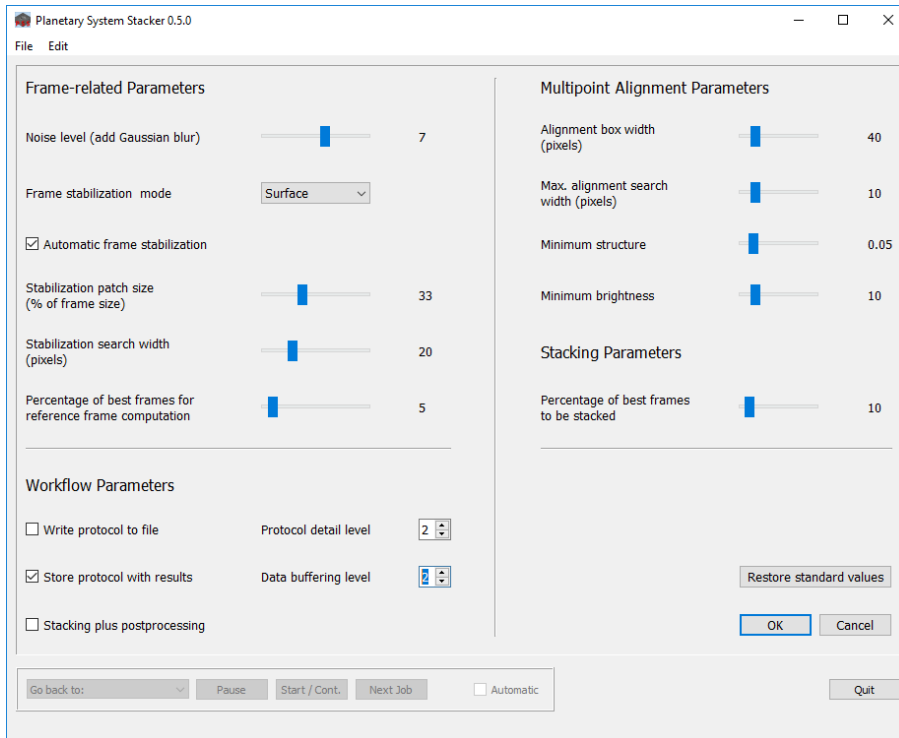 Planetary System Stacker 0.5.0
File Edit
Frame-related Parameters
Noise level (add Gaussian blur) 7
Frame stabilization mode Surface
Automatic frame stabilization
Stabilization patch size
(% of frame size) 33
Stabilization search width
(pixels) 20
Percentage of best frames for
reference frame computation 5
Workflow Parameters
Write protocol to file Protocol detail level 2
Store protocol with results Data buffering level 2
Stacking plus postprocessing
Multipoint Alignment Parameters
Alignment box width
(pixels) 40
Max. alignment search
width (pixels) 10
Minimum structure 0.05
Minimum brightness 10
Stacking Parameters
Percentage of best frames
to be stacked 10
Restore standard values
OK Cancel
Go back to: Pause Start / Cont. Next Job Automatic Quit